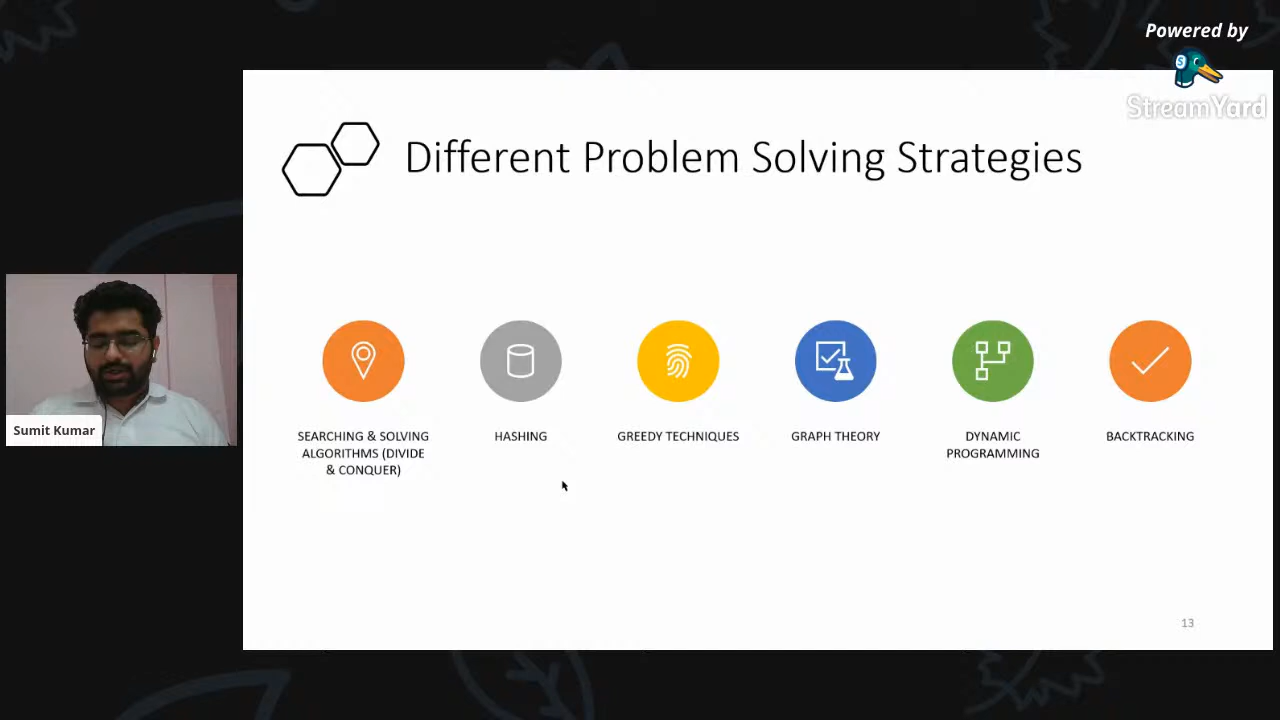 Powered by
StreamYard
Different Problem Solving Strategies
SEARCHING & SOLVING
ALGORITHMS (DIVIDE
& CONQUER)
HASHING
GREEDY TECHNIQUES
GRAPH THEORY
DYNAMIC
PROGRAMMING
BACKTRACKING
Sumit Kumar
13